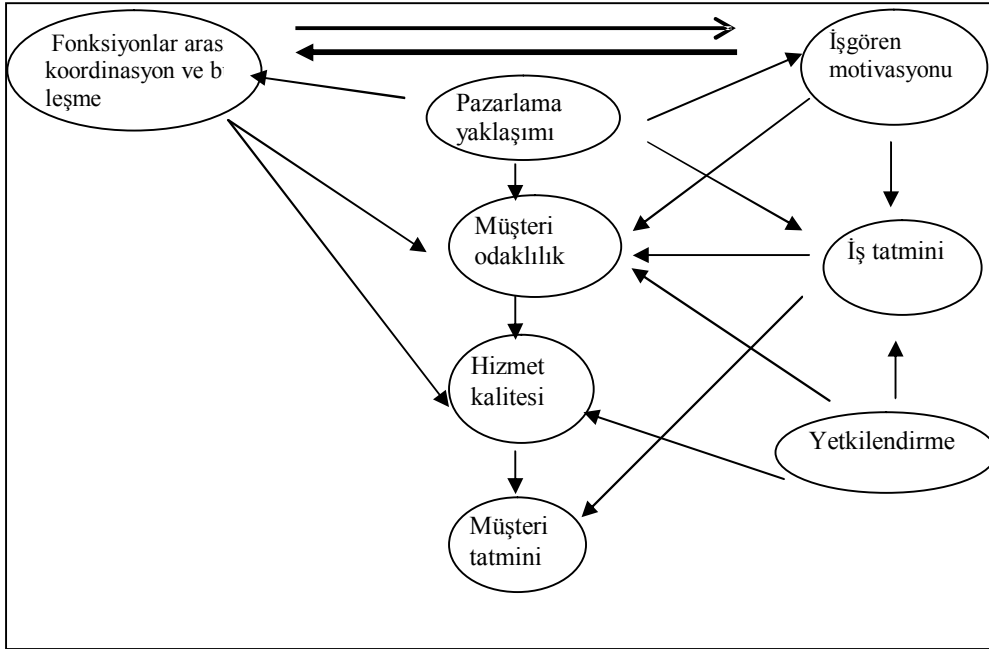 Fonksiyonlar aras
koordinasyon ve b
leşme
İşgören
motivasyonu
Pazarlama
yaklaşımı
Müşteri
odaklılık
İş tatmini
Hizmet
kalitesi
Yetkilendirme
Müşteri
tatmini